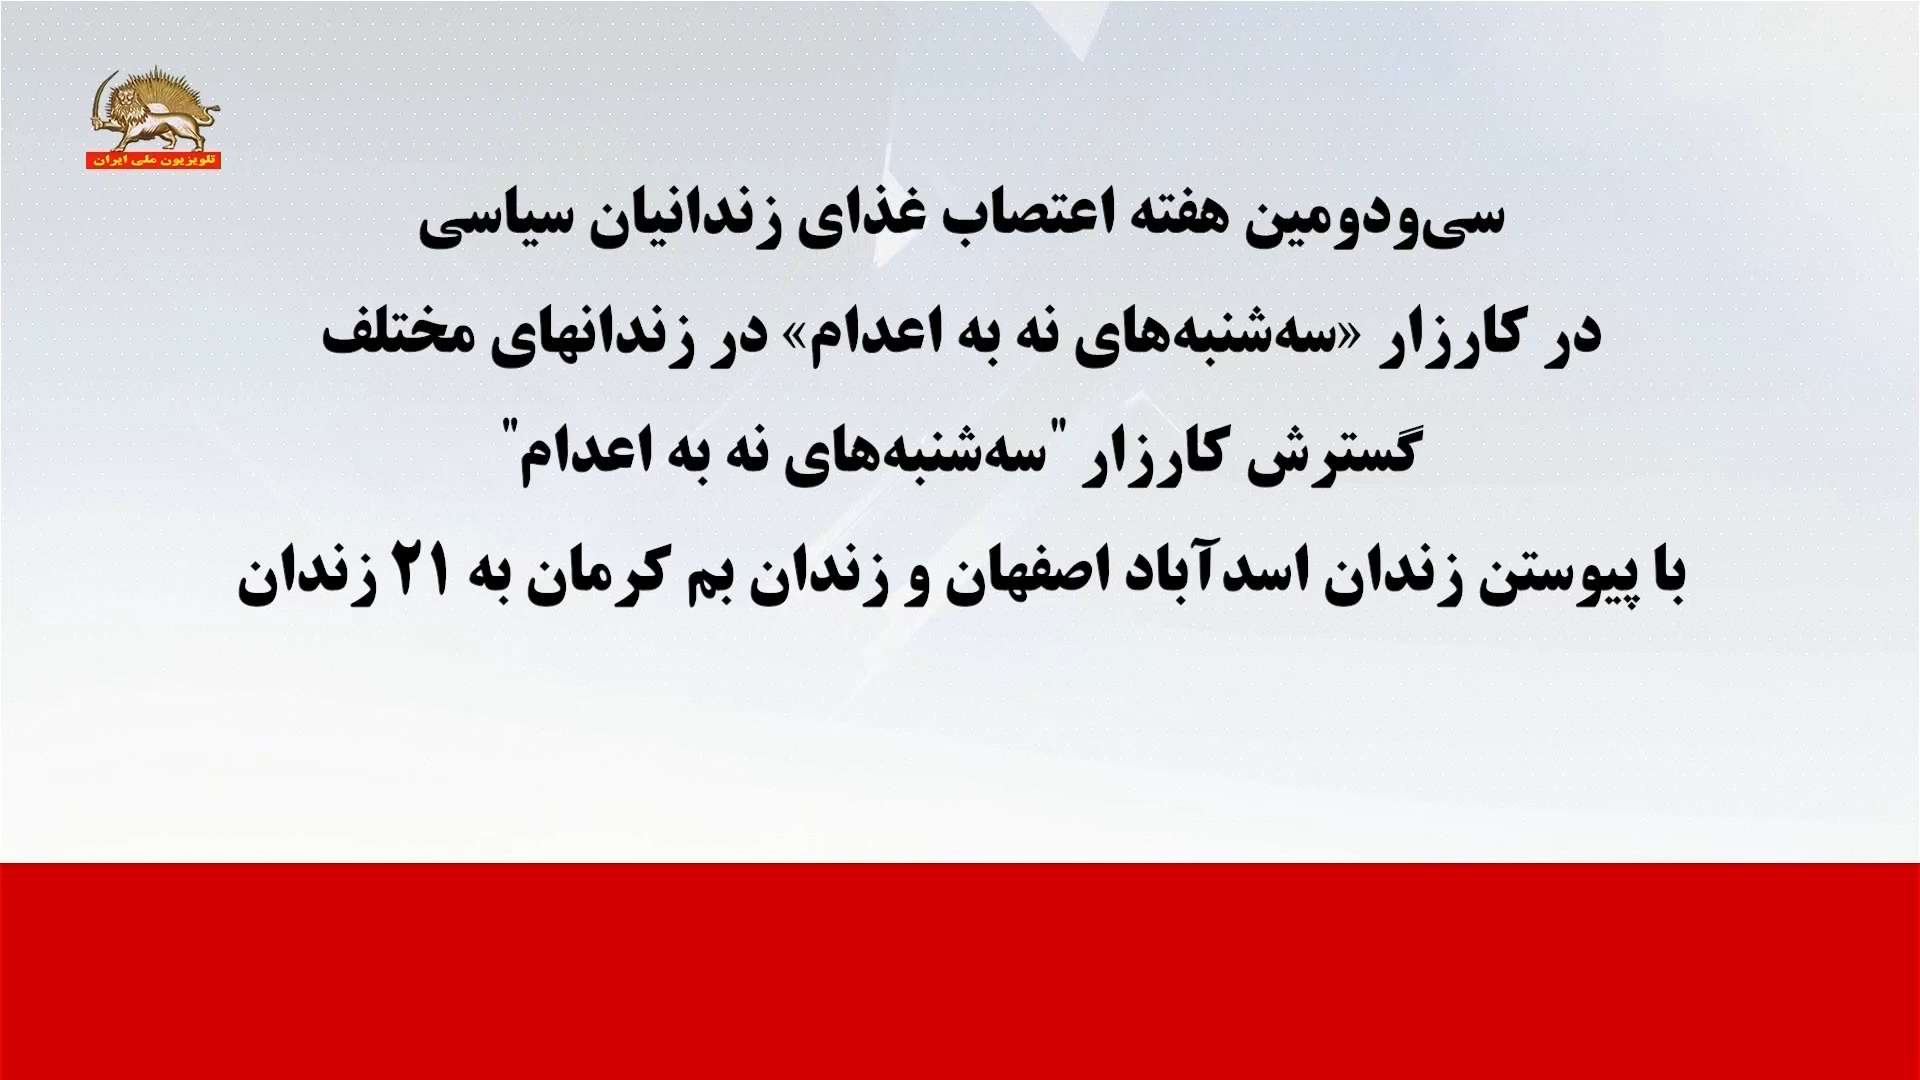 تلویزیون ملی ایران
سی‌ودومین هفته اعتصاب غذای زندانیان سیاسی
در کارزار «سه‌شنبه‌های نه به اعدام» در زندانهای مختلف
گسترش کارزار "سه‌شنبه‌های نه به اعدام"
با پیوستن زندان اسدآباد اصفهان و زندان بم کرمان به ۲۱ زندان